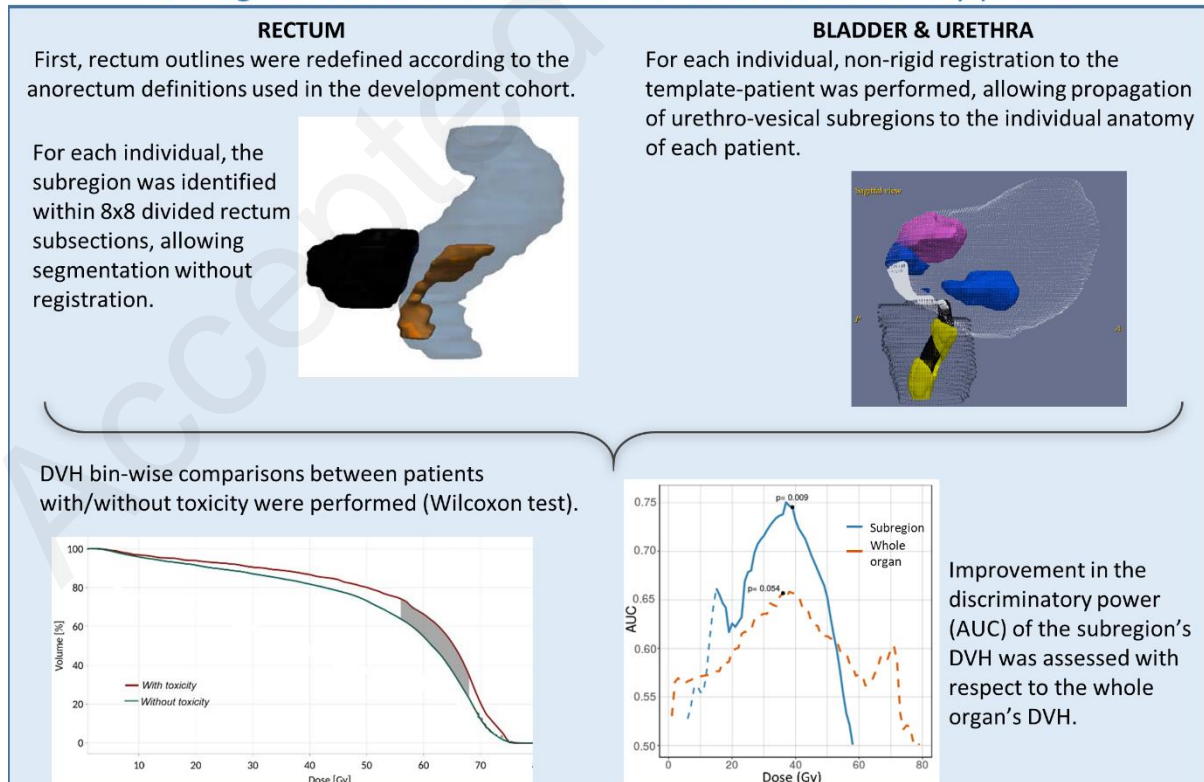 RECTUM
First, rectum outlines were redefined according to the
anorectum definitions used in the development cohort.
For each individual, the
subregion was identified
within 8x8 divided rectum
subsections, allowing
segmentation without
registration.
BLADDER & URETHRA
For each individual, non-rigid registration to the
template-patient was performed, allowing propagation
of urethro-vesical subregions to the individual anatomy
of each patient.
Sagittal view
P
A
Accepted
DVH bin-wise comparisons between patients
with/without toxicity were performed (Wilcoxon test).
100
80
60
40
20
0
Volume [%]
With toxicity
Without toxicity
10
20
30
40
50
60
70
Dose [Gy]
0.75
0.70
0.65
0.60
0.55
0.50
AUC
p= 0.009
p= 0.054
Subregion
Whole
organ
0
20
40
60
80
Dose (Gy)
Improvement in the
discriminatory power
(AUC) of the subregion's
DVH was assessed with
respect to the whole
organ's DVH.